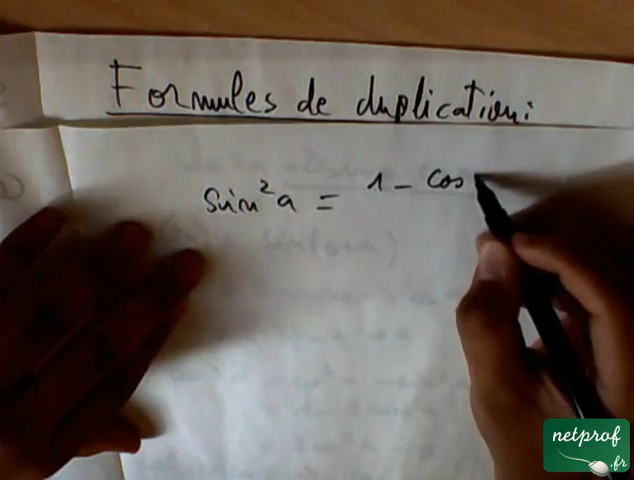 Formules de duplication:
sin²a = 1 - cos
netprof
.fr